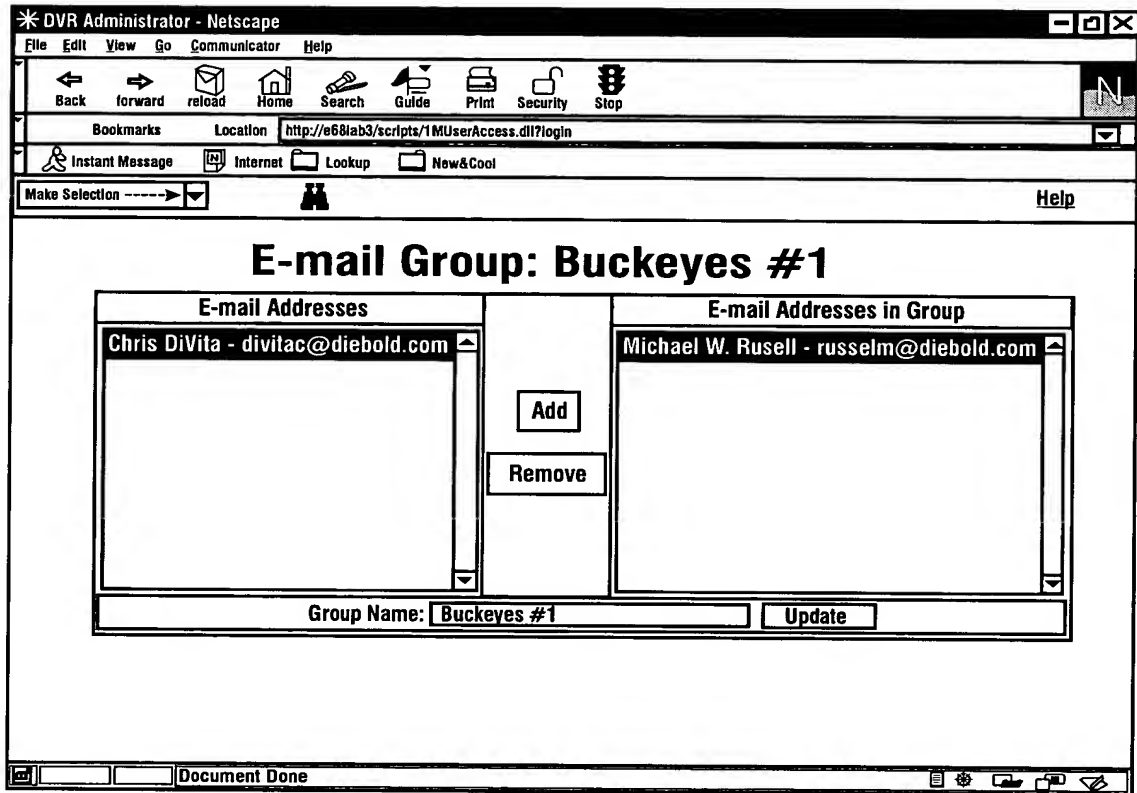 DVR Administrator - Netscape
File Edit View Go Communicator Help
Back forward reload Home Search Guide Print Security Stop
N
Bookmarks Location http://e68lab3/scripts/1MUserAccess.dll?login
Instant Message N Internet Lookup New&Cool
Make Selection -----> Help
E-mail Group: Buckeyes #1
E-mail Addresses E-mail Addresses in Group
Chris DiVita - divitac@diebold.com Michael W. Rusell - russelm@diebold.com
Add
Remove
Group Name: Buckeyes #1 Update
Document Done